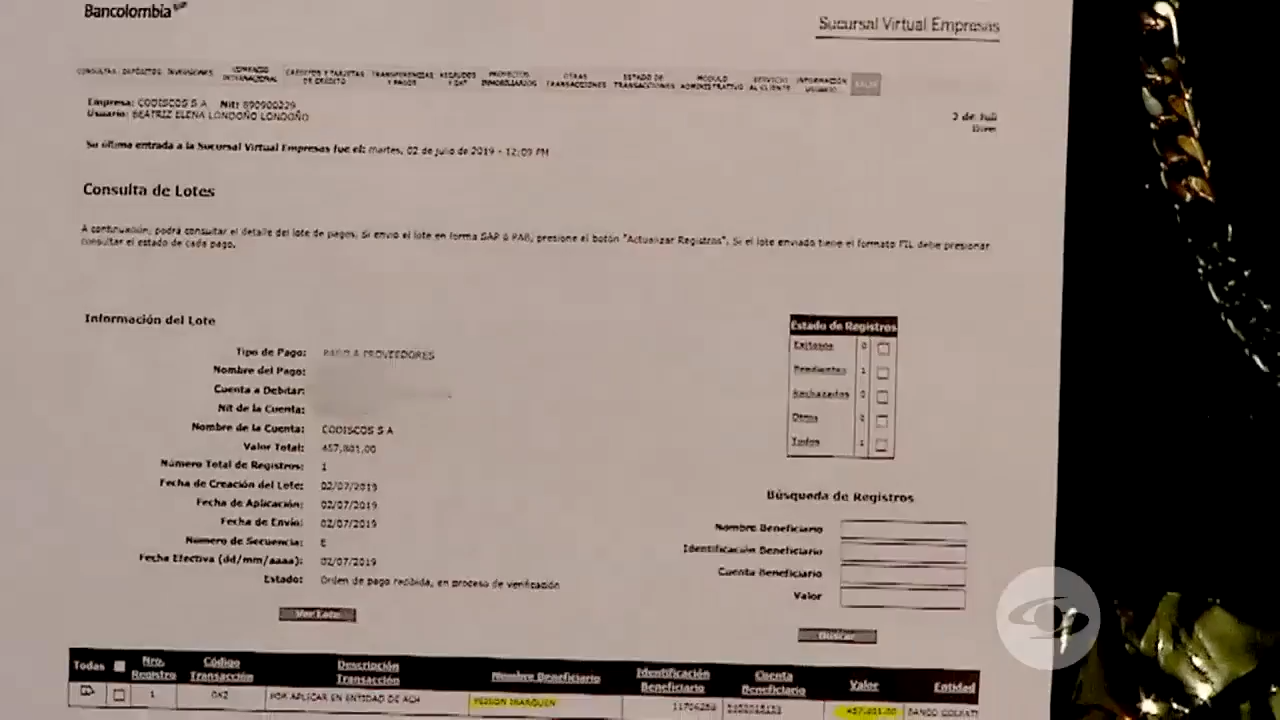 Bancolombia
Sucursal Virtual Empresas
CONSULTAS DEPÓSITOS INVERSIONES COMERCIO INTERNACIONAL CRÉDITOS Y TARJETAS DE CRÉDITO TRANSFERENCIAS Y PAGOS RECAUDOS PROYECTOS INMOBILIARIOS OTRAS TRANSACCIONES ESTADO DE TRANSACCIONES MODULO ADMINISTRATIVO SERVICIO AL CLIENTE INFORMACIÓN USUARIO SALIR
Empresa: CODISCOS S A Nit: 890900229
Usuario: BEATRIZ ELENA LONDOÑO LONDOÑO
2 de Juli
Su última entrada a la Sucursal Virtual Empresas fue el: martes, 02 de julio de 2019 - 12:09 PM
Consulta de Lotes
A continuación, podrá consultar el detalle del lote de pagos. Si envío el lote en forma SAP ó PAB, presione el botón "Actualizar Registros". Si el lote enviado tiene el formato FIL debe presionar
consultar el estado de cada pago.
Información del Lote
Tipo de Pago: PAGO A PROVEEDORES
Nombre del Pago:
Cuenta a Debitar:
Nit de la Cuenta:
Nombre de la Cuenta: CODISCOS S A
Valor Total: 457,801.00
Número Total de Registros: 1
Fecha de Creación del Lote: 02/07/2019
Fecha de Aplicación: 02/07/2019
Fecha de Envío: 02/07/2019
Número de Secuencia: E
Fecha Efectiva (dd/mm/aaaa): 02/07/2019
Estado: Orden de pago recibida, en proceso de verificación
Ver Lote
Estado de Registros
Exitosos 0
Pendientes 1
Rechazados 0
Otros 0
Todos 1
Búsqueda de Registros
Nombre Beneficiario
Identificación Beneficiario
Cuenta Beneficiario
Valor
Buscar
Todas Nro. Registro Código Transacción Descripción Transacción Nombre Beneficiario Identificación Beneficiario Cuenta Beneficiario Valor Entidad
1 POR APLICAR EN ENTIDAD DE ACH 457,801.00